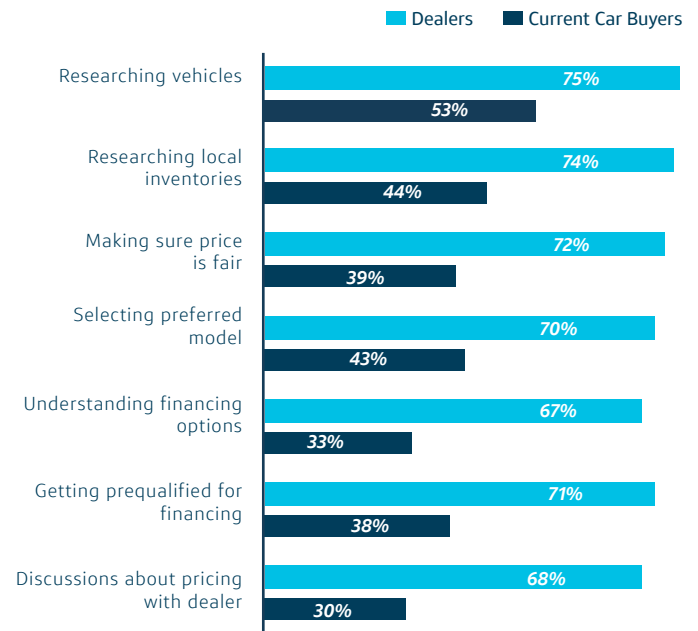 Dealers Current Car Buyers
Researching vehicles
75%
53%
Researching local
inventories
74%
44%
Making sure price
is fair
72%
39%
Selecting preferred
model
70%
43%
Understanding financing
options
67%
33%
Getting prequalified for
financing
71%
38%
Discussions about pricing
with dealer
68%
30%